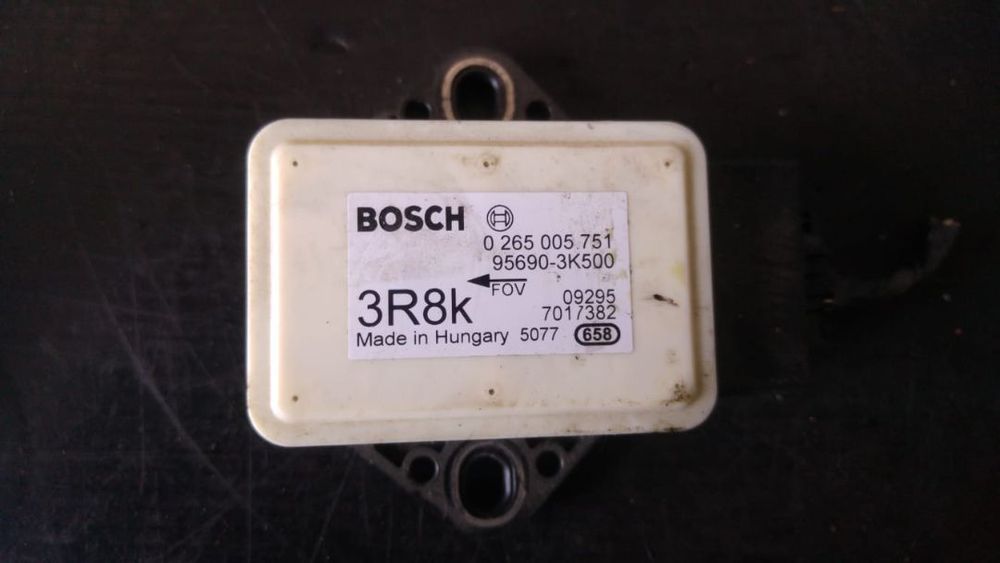 BOSCH
0 265 005 751
95690-3K500
FOV
3R8k
09295
7017382
Made in Hungary 5077 658